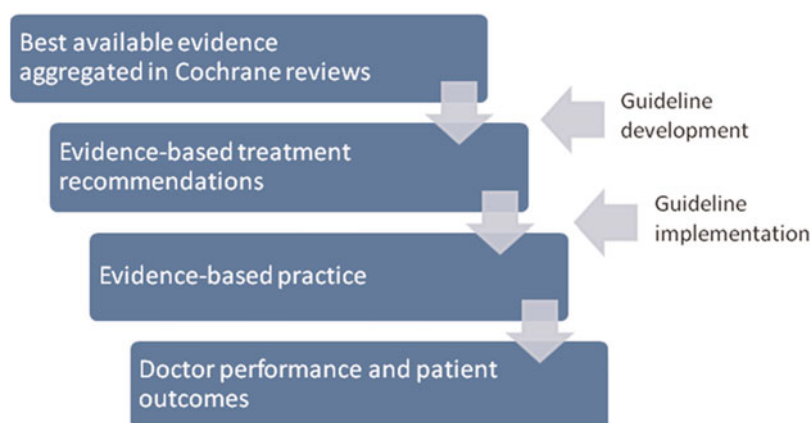 Best available evidence
aggregated in Cochrane reviews
Guideline
development
Evidence-based treatment
recommendations
Guideline
implementation
Evidence-based practice
Doctor performance and patient
outcomes